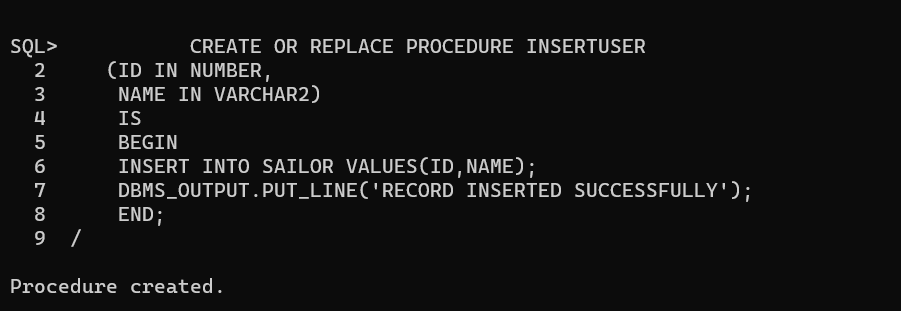 SQL>           CREATE OR REPLACE PROCEDURE INSERTUSER
  2     (ID IN NUMBER,
  3      NAME IN VARCHAR2)
  4      IS
  5      BEGIN
  6      INSERT INTO SAILOR VALUES(ID,NAME);
  7      DBMS_OUTPUT.PUT_LINE('RECORD INSERTED SUCCESSFULLY');
  8      END;
  9  /
Procedure created.